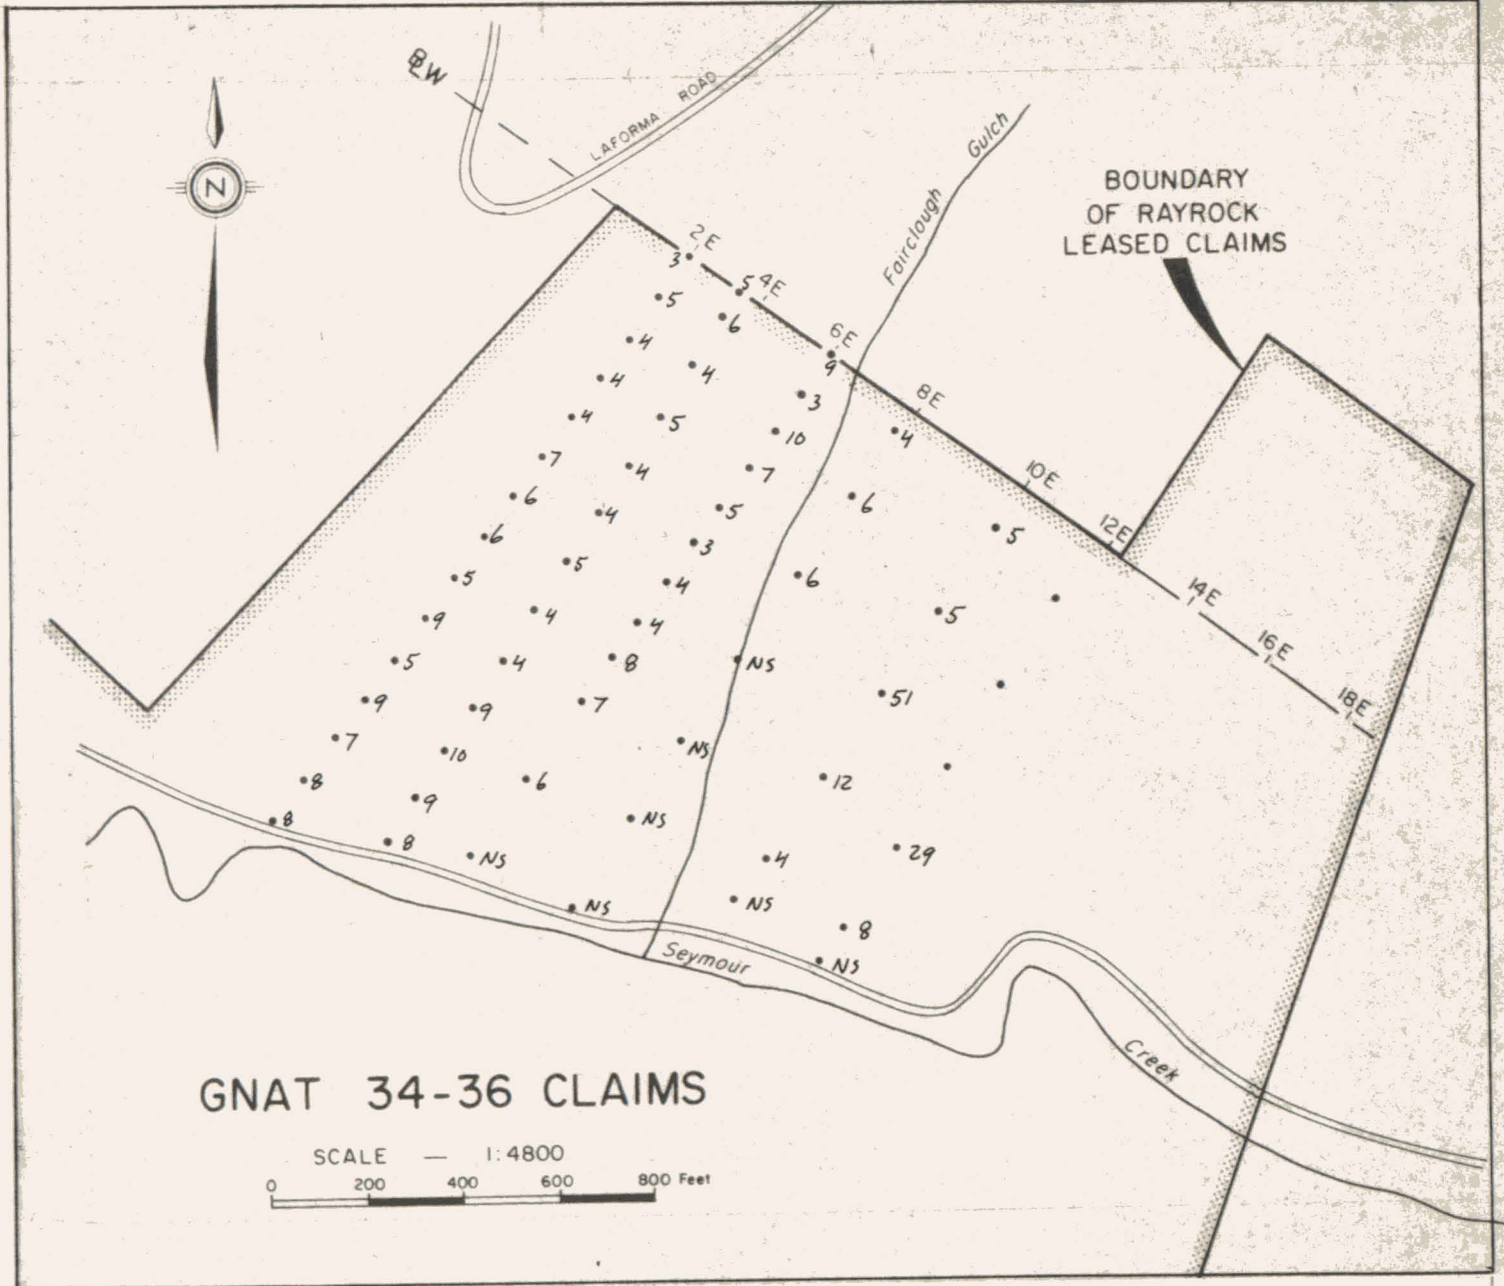 B
LW
LAFORMA ROAD
N
Fairclough Gulch
BOUNDARY
OF RAYROCK
LEASED CLAIMS
2E
3
5
4E
5
6
6E
9
4
4
3
8E
4
10
4
4
5
7
10E
7
4
6
12E
6
4
5
5
6
3
5
5
6
4
14E
9
4
4
5
16E
5
4
8
NS
51
18E
9
9
7
7
10
NS
8
6
12
8
9
NS
8
NS
4
29
NS
NS
8
NS
Seymour
Creek
GNAT 34-36 CLAIMS
SCALE — 1:4800
0 200 400 600 800 Feet